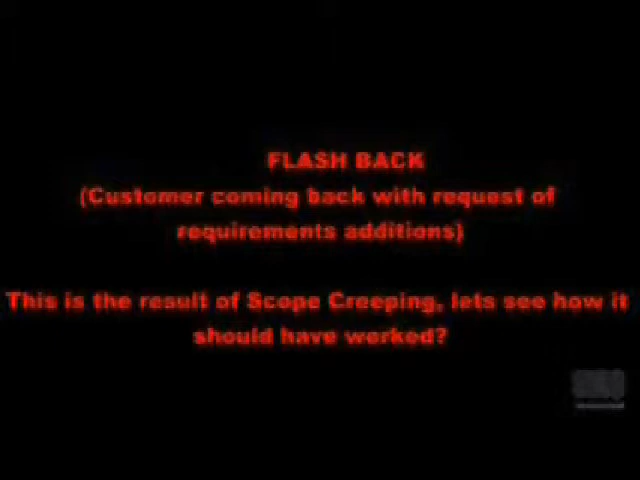 FLASH BACK
(Customer coming back with request of
requirements additions)
This is the result of Scope Creeping, lets see how it
should have worked?